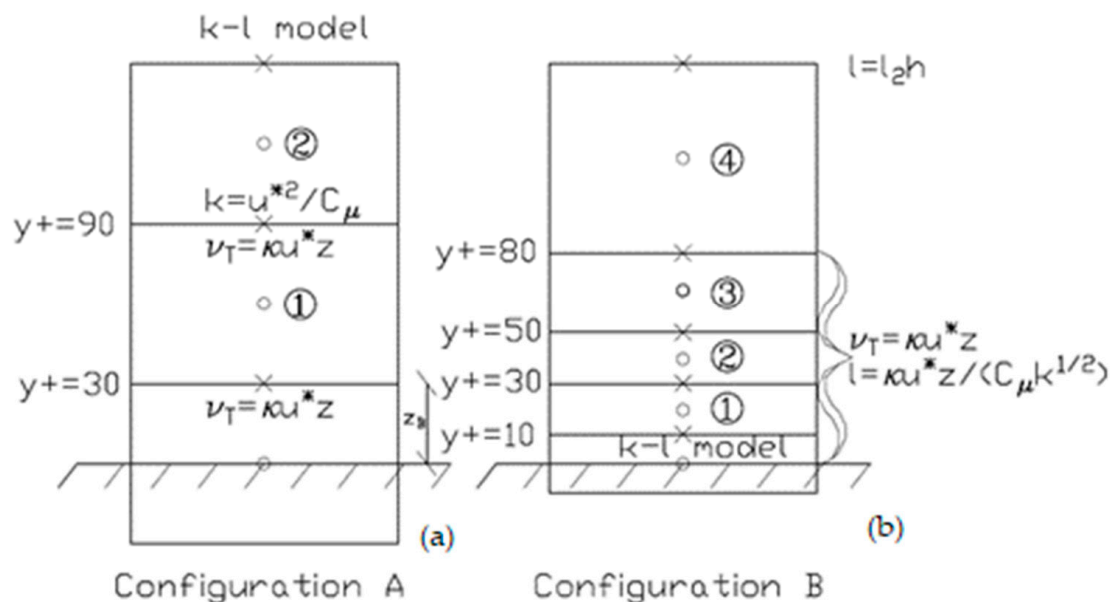 k-l model
②
k=u*²/Cμ
y+=90
νT=κu*z
①
y+=30
νT=κu*z
(a)
Configuration A
l=l₂h
④
y+=80
③
y+=50
νT=κu*z
②
l=κu*z/(Cμk^1/2)
y+=30
①
y+=10
k-l model
(b)
Configuration B